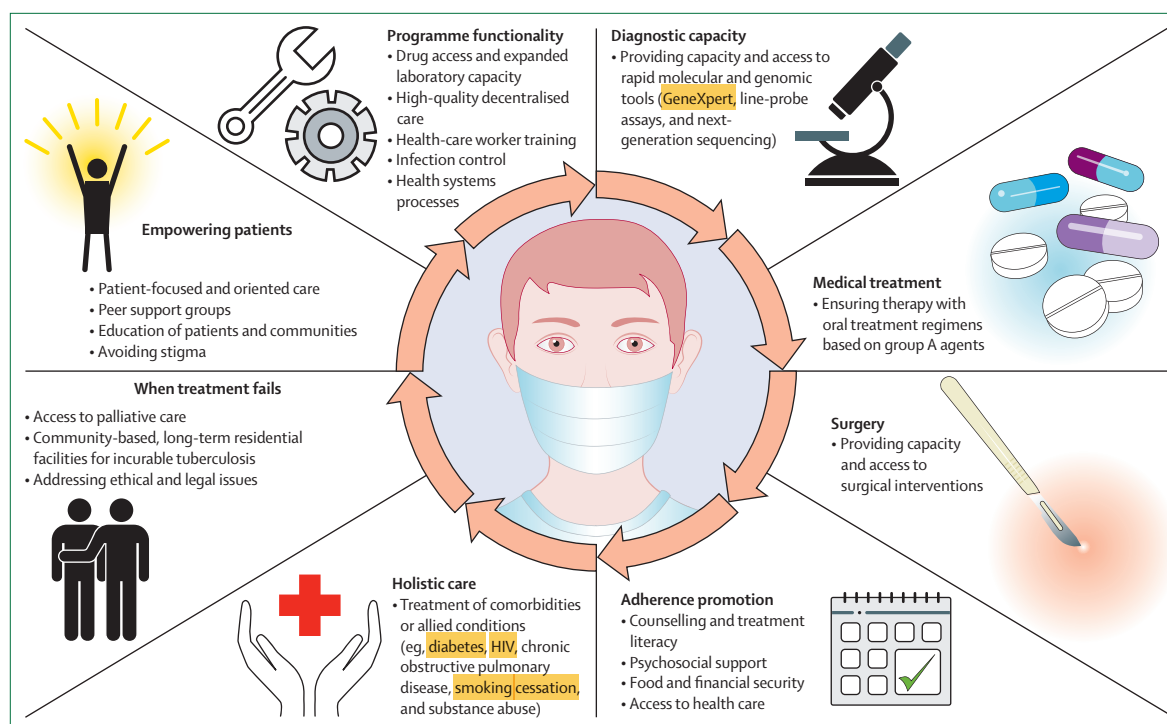 Programme functionality
• Drug access and expanded
laboratory capacity
• High-quality decentralised
care
• Health-care worker training
• Infection control
• Health systems
processes
Diagnostic capacity
• Providing capacity and access to
rapid molecular and genomic
tools (GeneXpert, line-probe
assays, and next-
generation sequencing)
Medical treatment
• Ensuring therapy with
oral treatment regimens
based on group A agents
Surgery
• Providing capacity
and access to
surgical interventions
Adherence promotion
• Counselling and treatment
literacy
• Psychosocial support
• Food and financial security
• Access to health care
Holistic care
• Treatment of comorbidities
or allied conditions
(eg, diabetes, HIV, chronic
obstructive pulmonary
disease, smoking cessation,
and substance abuse)
When treatment fails
• Access to palliative care
• Community-based, long-term residential
facilities for incurable tuberculosis
• Addressing ethical and legal issues
Empowering patients
• Patient-focused and oriented care
• Peer support groups
• Education of patients and communities
• Avoiding stigma